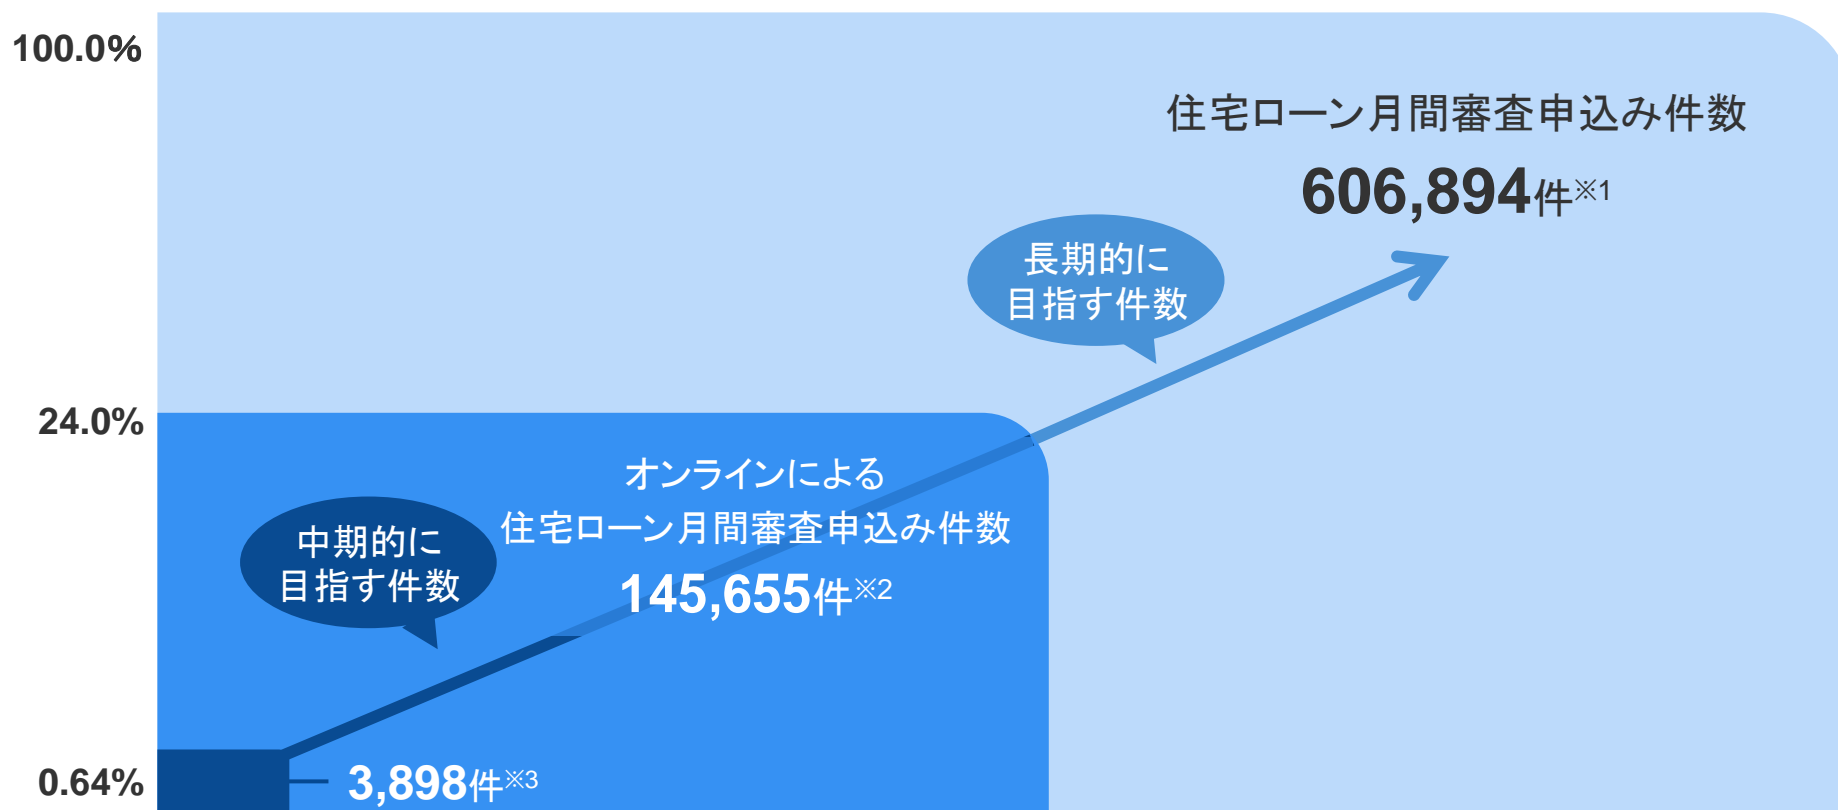 100.0%
住宅ローン月間審査申込み件数
606,894件※1
長期的に
目指す件数
24.0%
オンラインによる
住宅ローン月間審査申込み件数
145,655件※2
中期的に
目指す件数
0.64%
3,898件※3